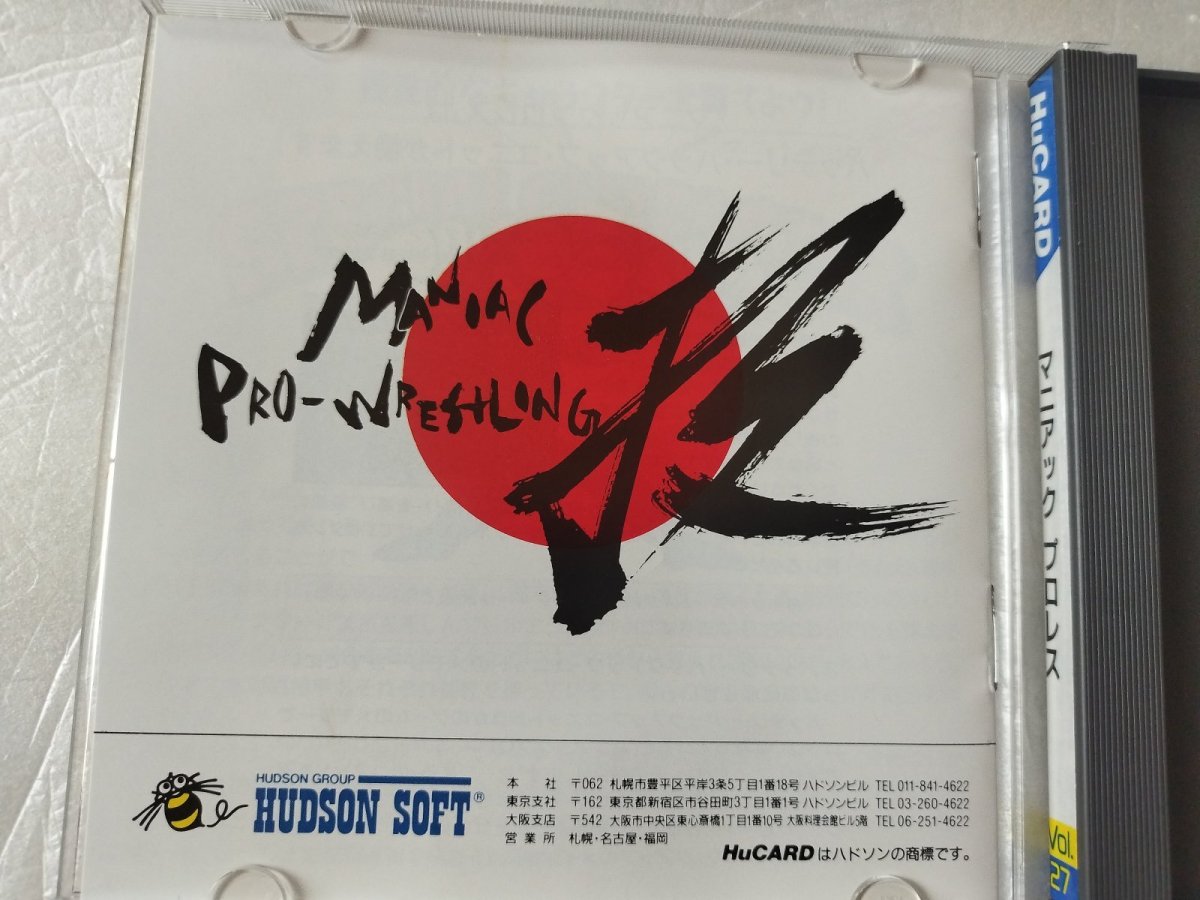 MANIAC
PRO-WRESTLING
狂
HUDSON GROUP
HUDSON SOFT®
本社 〒062 札幌市豊平区平岸3条5丁目1番18号 ハドソンビル TEL 011-841-4622
東京支社 〒162 東京都新宿区市谷田町3丁目1番1号 ハドソンビル TEL 03-260-4622
大阪支店 〒542 大阪市中央区東心斎橋1丁目1番10号 大阪料理会館ビル5階 TEL 06-251-4622
営業所 札幌・名古屋・福岡
HuCARDはハドソンの商標です。
HuCARD
マニアックプロレス
Vol.
27